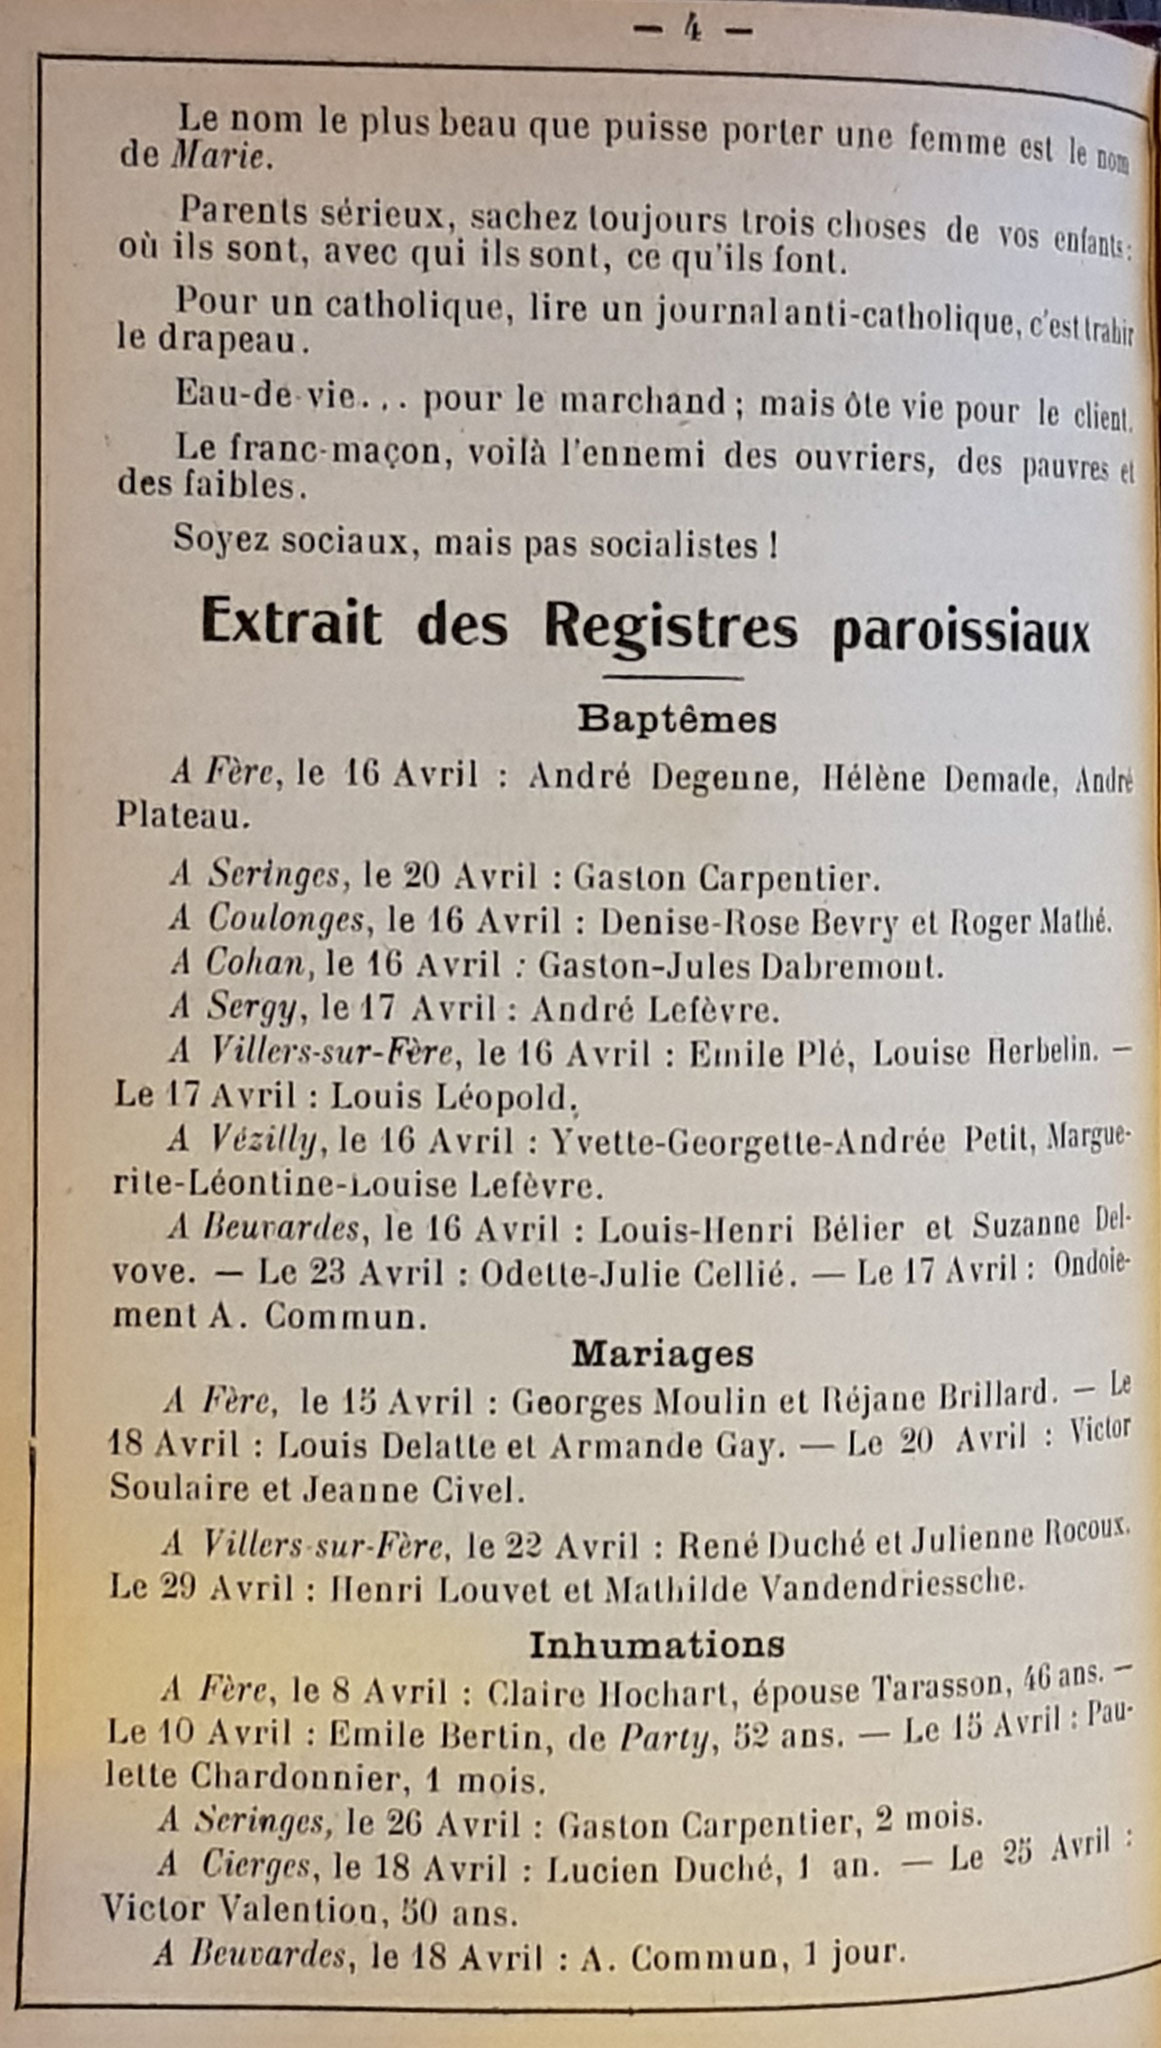 — 4 —
Le nom le plus beau que puisse porter une femme est le nom
de Marie.
Parents sérieux, sachez toujours trois choses de vos enfants :
où ils sont, avec qui ils sont, ce qu'ils font.
Pour un catholique, lire un journal anti-catholique, c'est trahir
le drapeau.
Eau-de-vie... pour le marchand ; mais ôte vie pour le client.
Le franc-maçon, voilà l'ennemi des ouvriers, des pauvres et
des faibles.
Soyez sociaux, mais pas socialistes !
Extrait des Registres paroissiaux
Baptêmes
A Fère, le 16 Avril : André Degenne, Hélène Demade, André
Plateau.
A Seringes, le 20 Avril : Gaston Carpentier.
A Coulonges, le 16 Avril : Denise-Rose Bevry et Roger Mathé.
A Cohan, le 16 Avril : Gaston-Jules Dabremont.
A Sergy, le 17 Avril : André Lefèvre.
A Villers-sur-Fère, le 16 Avril : Emile Plé, Louise Herbelin. —
Le 17 Avril : Louis Léopold.
A Vézilly, le 16 Avril : Yvette-Georgette-Andrée Petit, Margue-
rite-Léontine-Louise Lefèvre.
A Beuvardes, le 16 Avril : Louis-Henri Bélier et Suzanne Del-
vove. — Le 23 Avril : Odette-Julie Cellié. — Le 17 Avril : Ondoie-
ment A. Commun.
Mariages
A Fère, le 15 Avril : Georges Moulin et Réjane Brillard. — Le
18 Avril : Louis Delatte et Armande Gay. — Le 20 Avril : Victor
Soulaire et Jeanne Civel.
A Villers-sur-Fère, le 22 Avril : René Duché et Julienne Rocoux.
Le 29 Avril : Henri Louvet et Mathilde Vandendriessche.
Inhumations
A Fère, le 8 Avril : Claire Hochart, épouse Tarasson, 46 ans. —
Le 10 Avril : Emile Bertin, de Party, 52 ans. — Le 15 Avril : Pau-
lette Chardonnier, 1 mois.
A Seringes, le 26 Avril : Gaston Carpentier, 2 mois.
A Cierges, le 18 Avril : Lucien Duché, 1 an. — Le 25 Avril :
Victor Valention, 50 ans.
A Beuvardes, le 18 Avril : A. Commun, 1 jour.